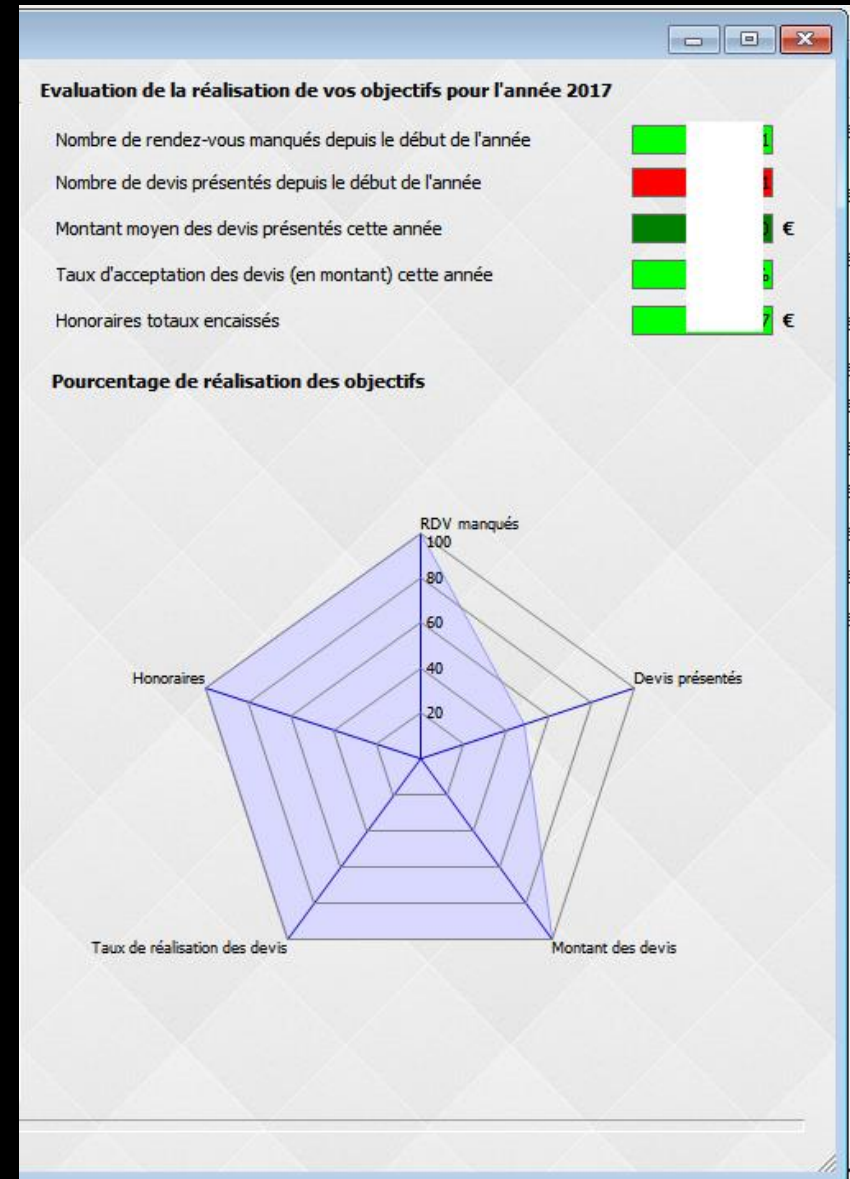 Evaluation de la réalisation de vos objectifs pour l'année 2017
Nombre de rendez-vous manqués depuis le début de l'année
Nombre de devis présentés depuis le début de l'année
Montant moyen des devis présentés cette année €
Taux d'acceptation des devis (en montant) cette année
Honoraires totaux encaissés €
Pourcentage de réalisation des objectifs
RDV manqués
100
80
60
40
20
Honoraires
Devis présentés
Taux de réalisation des devis
Montant des devis